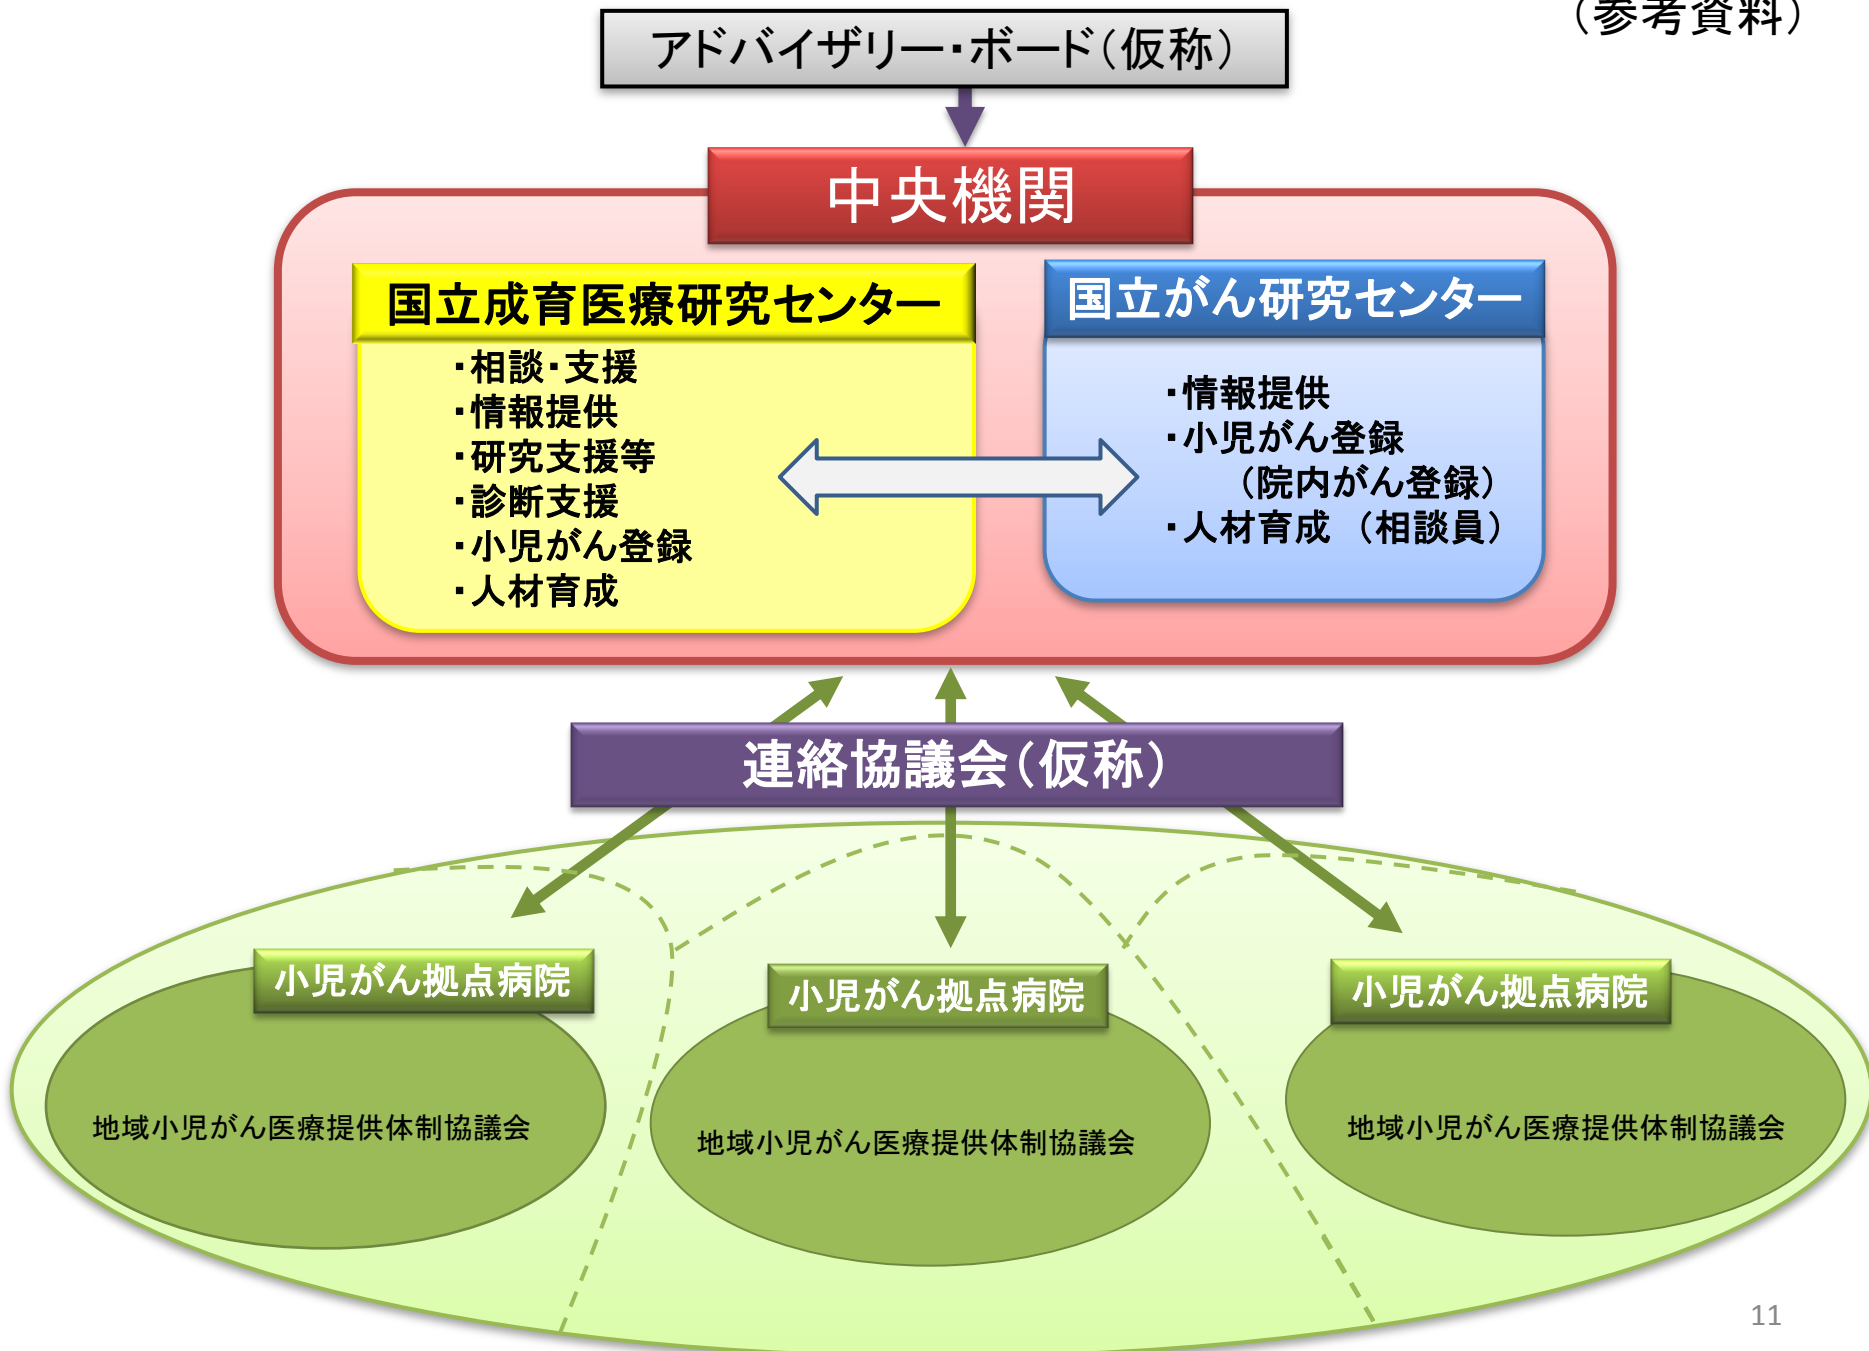 （参考資料）
アドバイザリー・ボード（仮称）
中央機関
国立成育医療研究センター
・相談・支援
・情報提供
・研究支援等
・診断支援
・小児がん登録
・人材育成
国立がん研究センター
・情報提供
・小児がん登録
（院内がん登録）
・人材育成 （相談員）
連絡協議会（仮称）
小児がん拠点病院
地域小児がん医療提供体制協議会
小児がん拠点病院
地域小児がん医療提供体制協議会
小児がん拠点病院
地域小児がん医療提供体制協議会
11